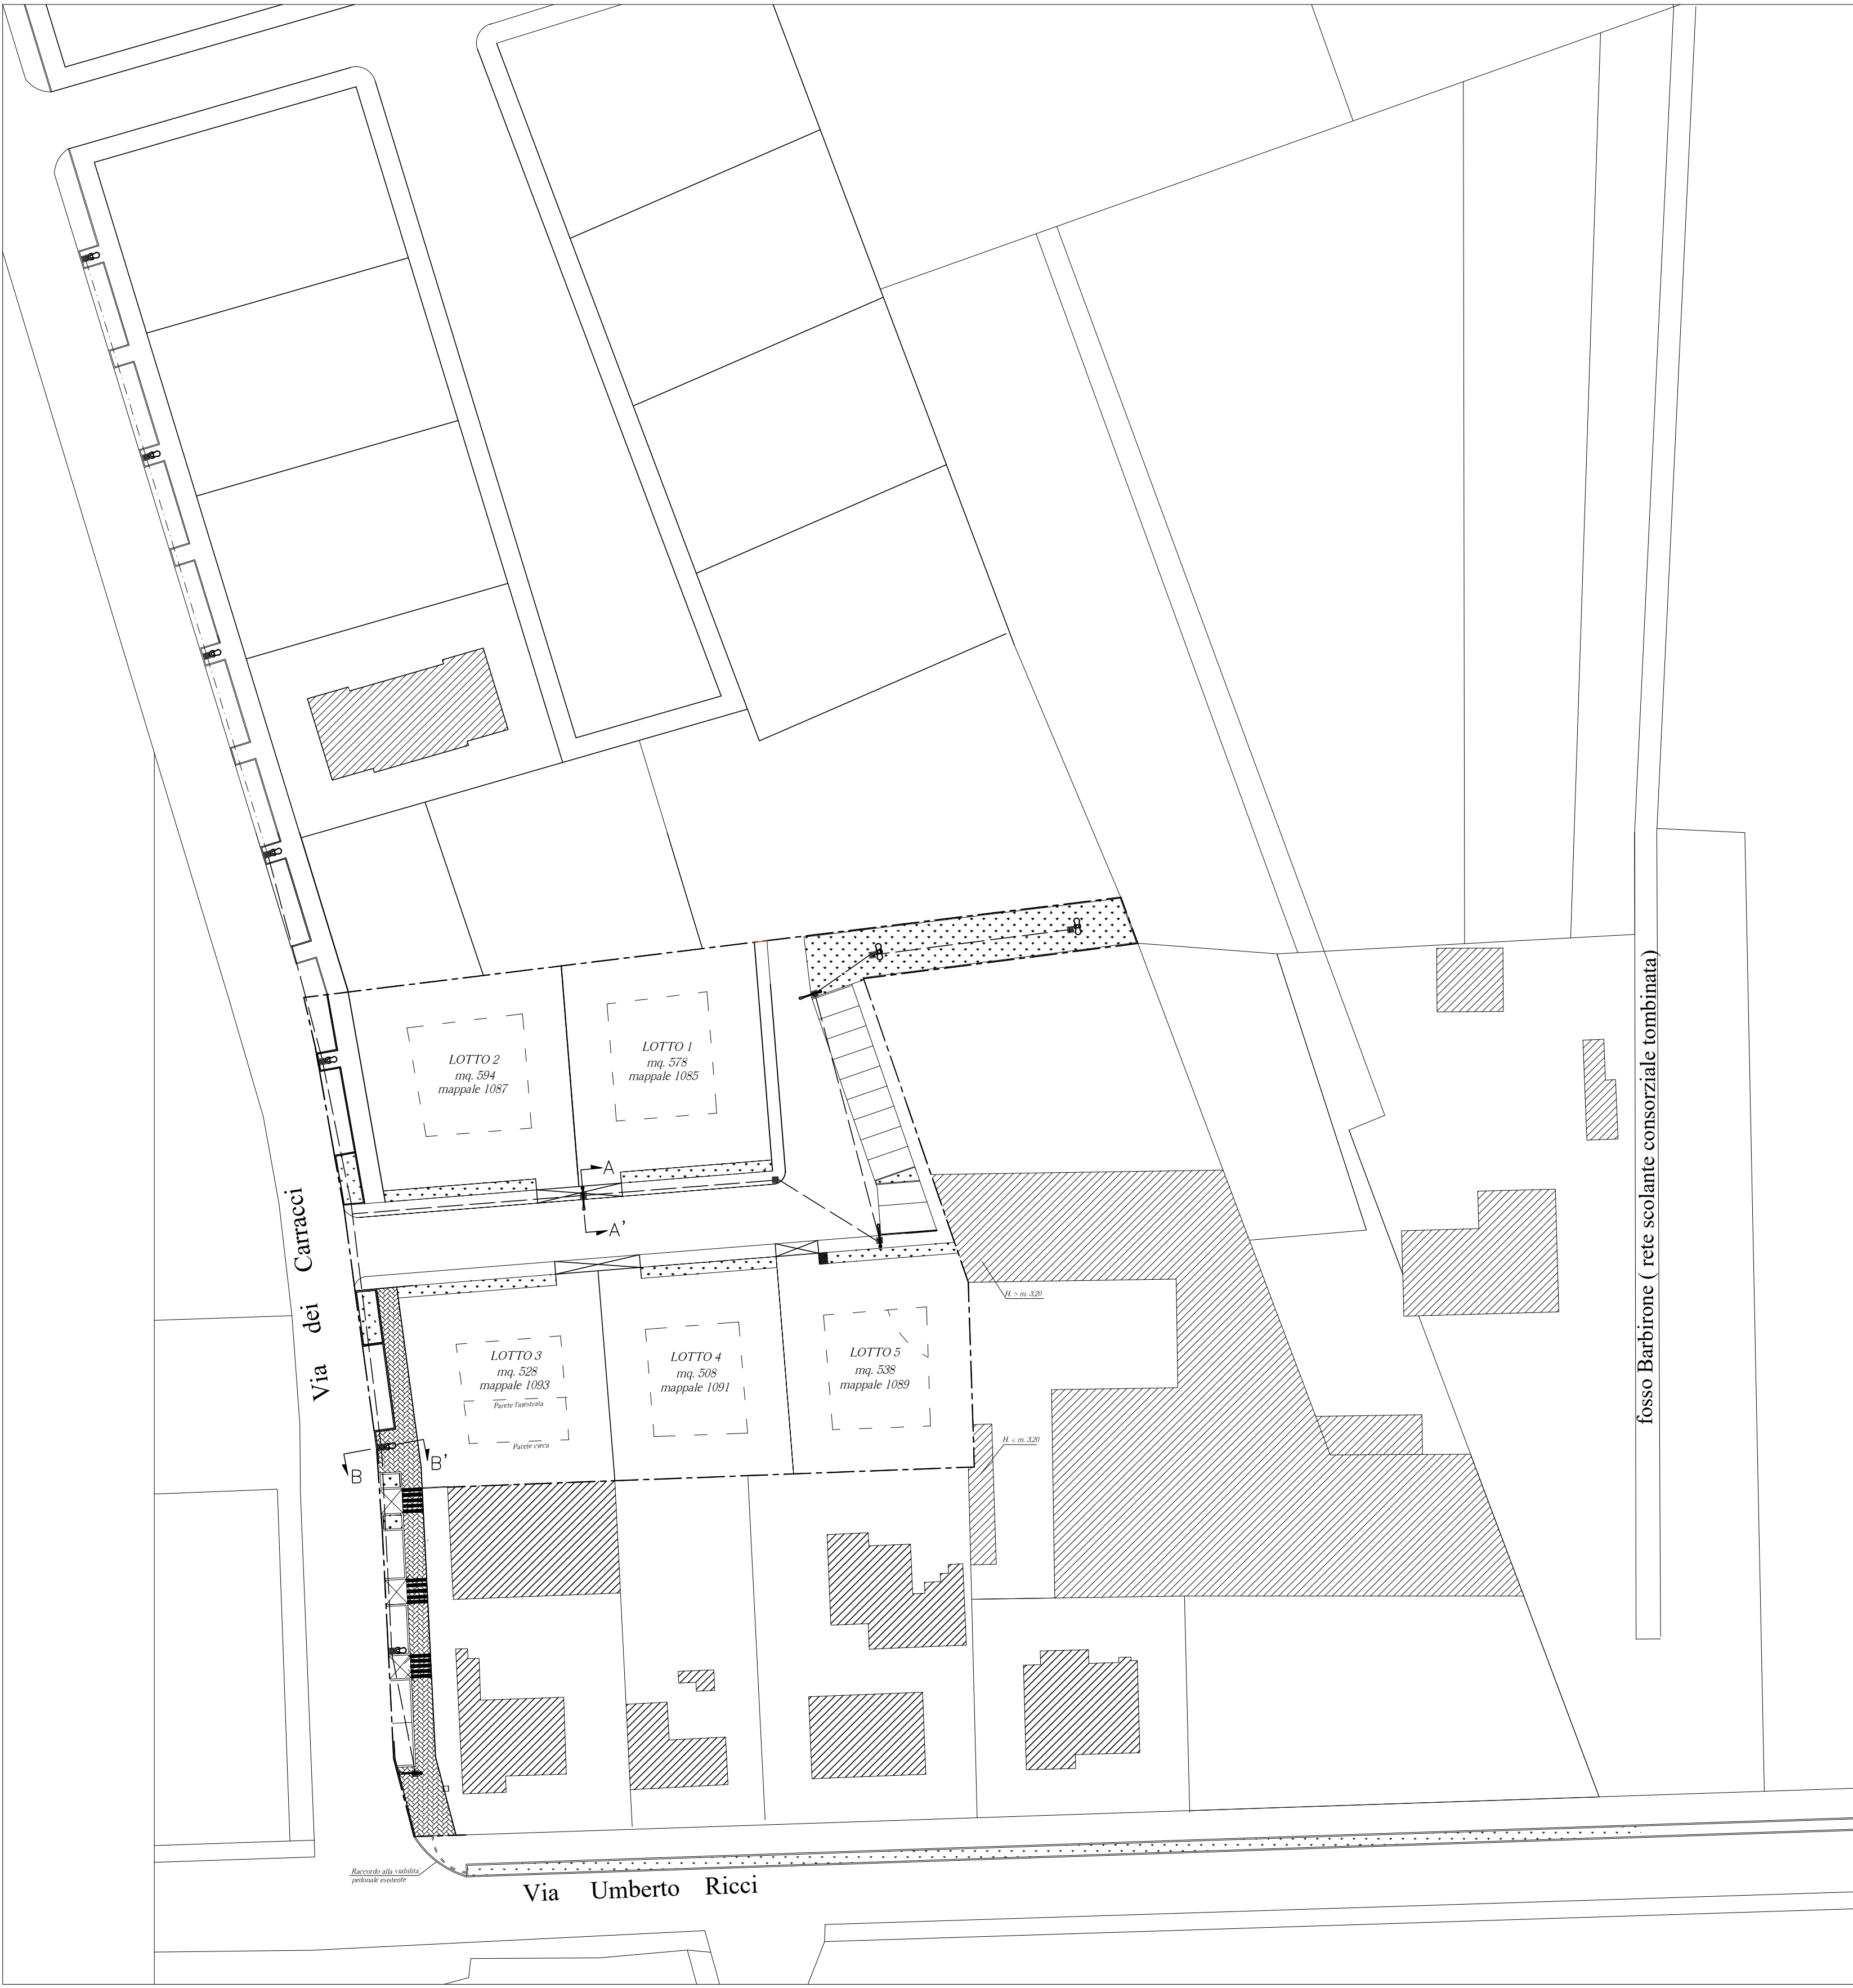 LOTTO 2
mq. 594
mappale 1087
LOTTO 1
mq. 578
mappale 1085
A
A'
Via dei Carracci
fosso Barbirone ( rete scolante consorziale tombinata)
H. > m. 3,20
LOTTO 3
mq. 528
mappale 1093
Parete finestrata
Parete cieca
LOTTO 4
mq. 508
mappale 1091
LOTTO 5
mq. 538
mappale 1089
H. < m. 3,20
B
B'
Raccordo alla viabilita'
pedonale esistente
Via Umberto Ricci